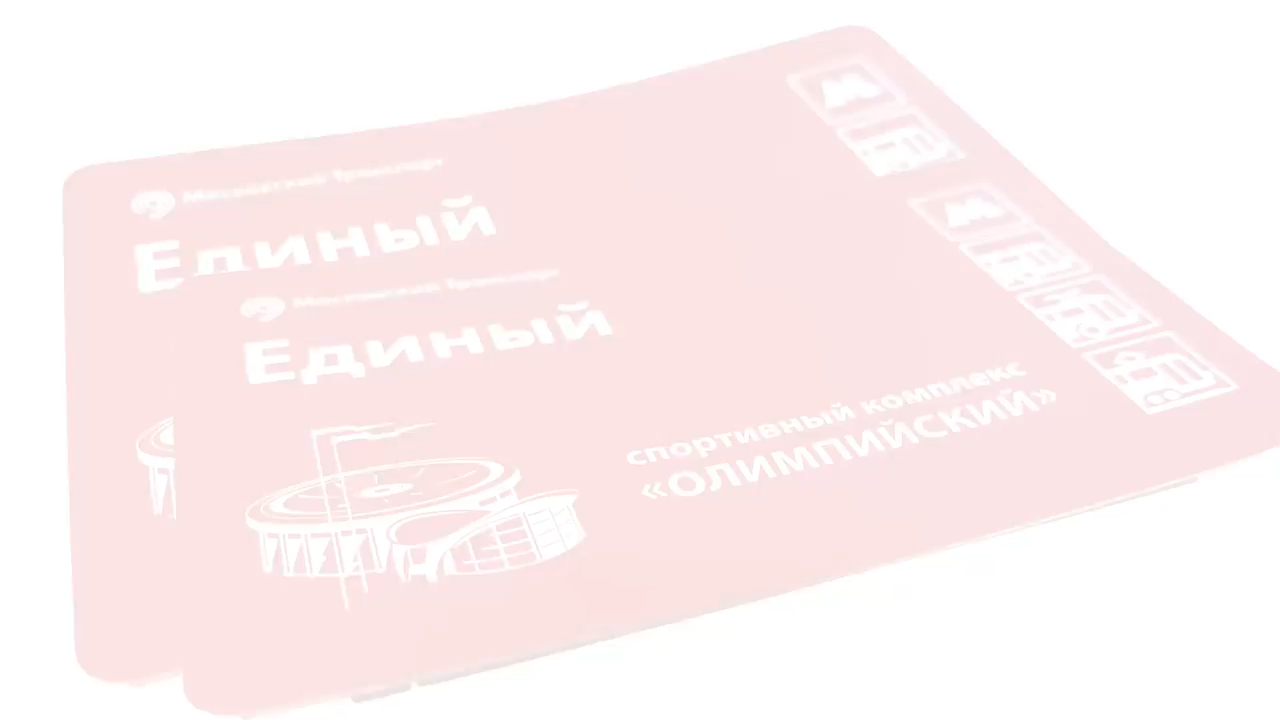 Московский Транспорт
Единый
Московский Транспорт
Единый
спортивный комплекс
«ОЛИМПИЙСКИЙ»